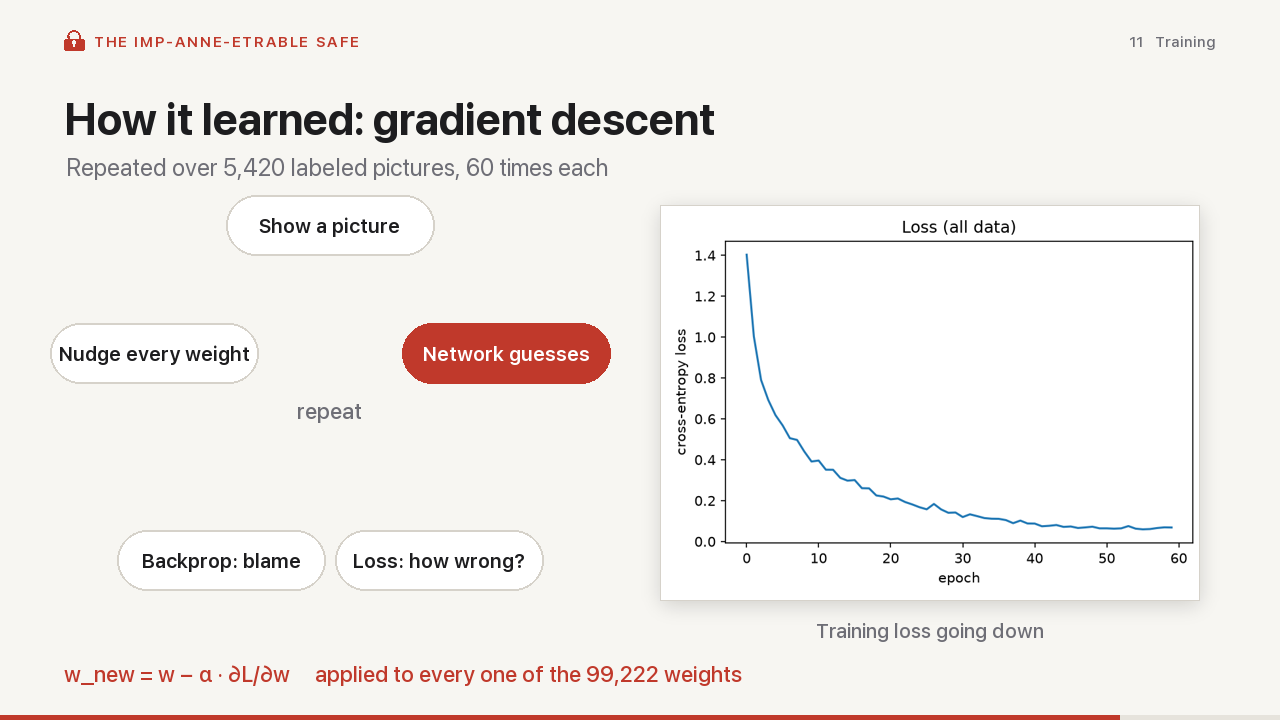 THE IMP-ANNE-ETRABLE SAFE
11 Training
How it learned: gradient descent
Repeated over 5,420 labeled pictures, 60 times each
Show a picture
Nudge every weight
Network guesses
repeat
Backprop: blame
Loss: how wrong?
Loss (all data)
1.4
1.2
1.0
0.8
0.6
0.4
0.2
0.0
cross-entropy loss
0 10 20 30 40 50 60
epoch
Training loss going down
w_new = w − α · ∂L/∂w applied to every one of the 99,222 weights